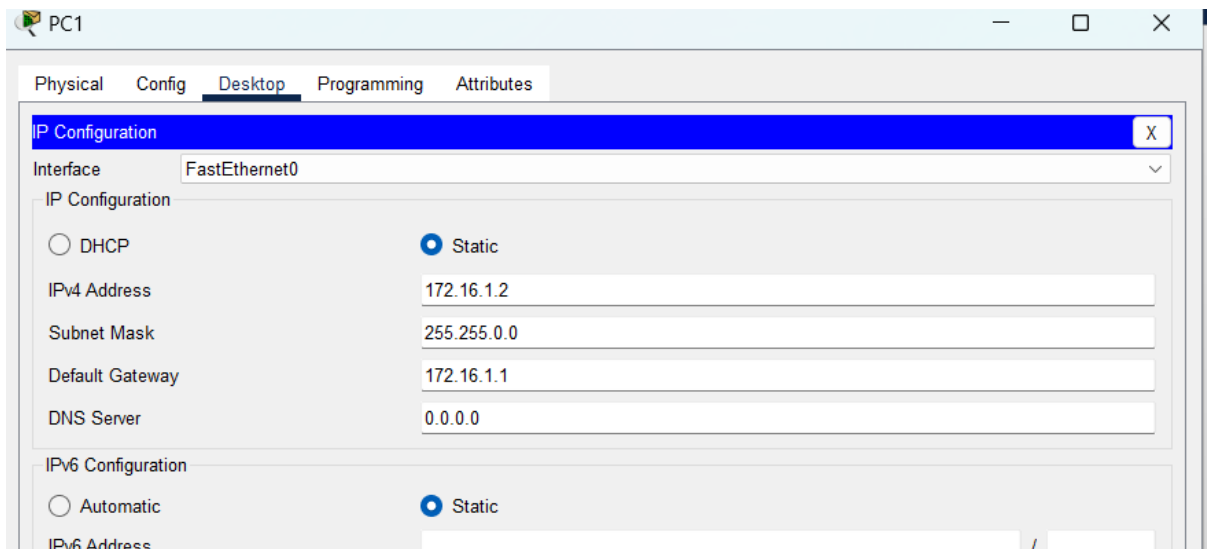 PC1
Physical Config Desktop Programming Attributes
IP Configuration X
Interface FastEthernet0
IP Configuration
DHCP Static
IPv4 Address 172.16.1.2
Subnet Mask 255.255.0.0
Default Gateway 172.16.1.1
DNS Server 0.0.0.0
IPv6 Configuration
Automatic Static
IPv6 Address /